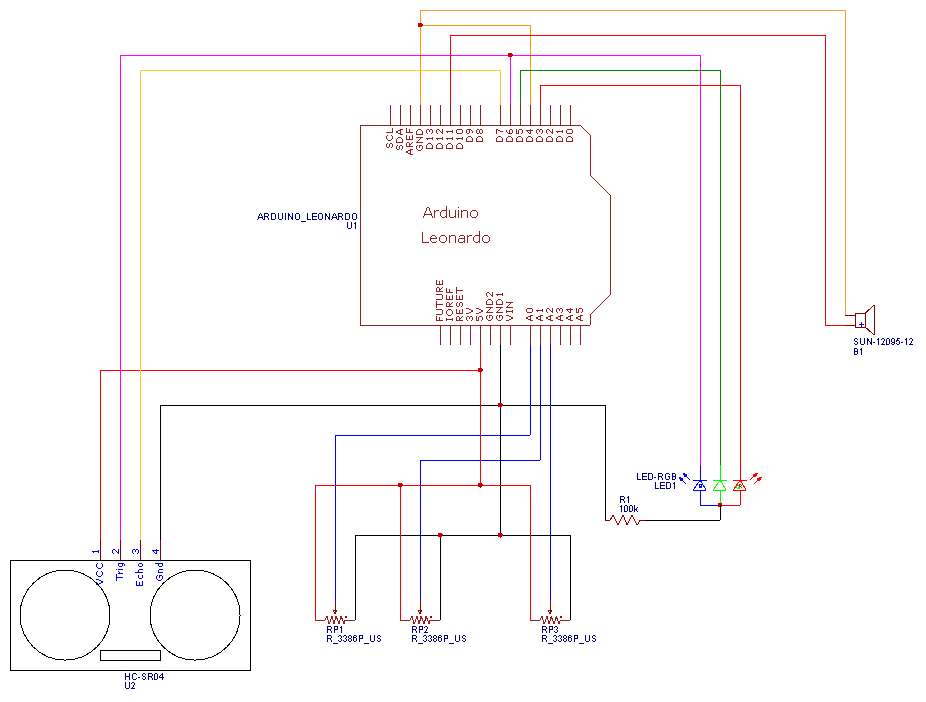 SCL
SDA
AREF
GND
D13
D12
D11
D10
D9
D8
D7
D6
D5
D4
D3
D2
D1
D0
ARDUINO_LEONARDO
U1
Arduino
Leonardo
FUTURE
IOREF
RESET
3V
5V
GND2
GND1
VIN
A0
A1
A2
A3
A4
A5
SUN-12095-12
B1
LED-RGB
LED1
R1
100k
1
2
3
4
VCC
Trig
Echo
Gnd
RP1
R_3386P_US
RP2
R_3386P_US
RP3
R_3386P_US
HC-SR04
U2